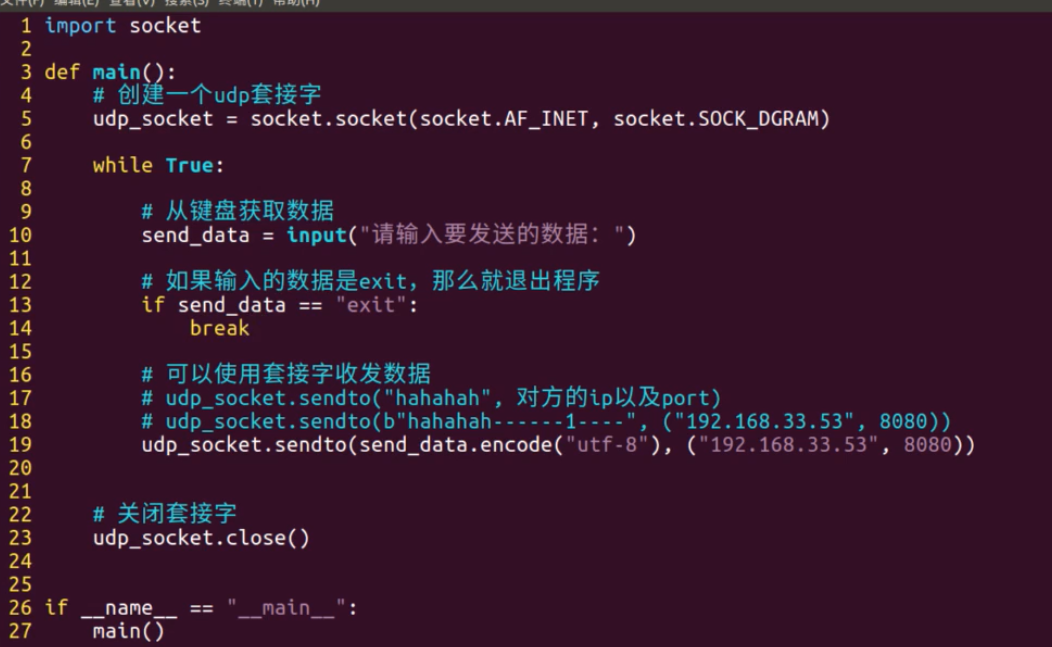 文件(F) 编辑(E) 查看(V) 搜索(S) 终端(T) 帮助(H)
1 import socket
2
3 def main():
4     # 创建一个udp套接字
5     udp_socket = socket.socket(socket.AF_INET, socket.SOCK_DGRAM)
6
7     while True:
8
9         # 从键盘获取数据
10         send_data = input("请输入要发送的数据：")
11
12         # 如果输入的数据是exit，那么就退出程序
13         if send_data == "exit":
14             break
15
16         # 可以使用套接字收发数据
17         # udp_socket.sendto("hahahah", 对方的ip以及port)
18         # udp_socket.sendto(b"hahahah------1----", ("192.168.33.53", 8080))
19         udp_socket.sendto(send_data.encode("utf-8"), ("192.168.33.53", 8080))
20
21
22     # 关闭套接字
23     udp_socket.close()
24
25
26 if __name__ == "__main__":
27     main()